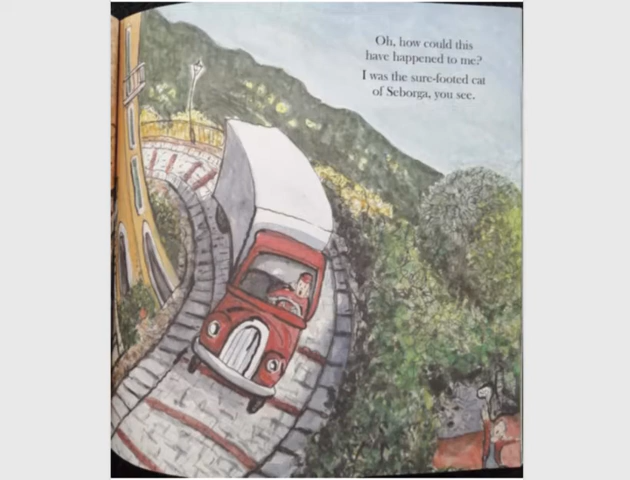 Oh, how could this
have happened to me?
I was the sure-footed cat
of Seborga, you see.